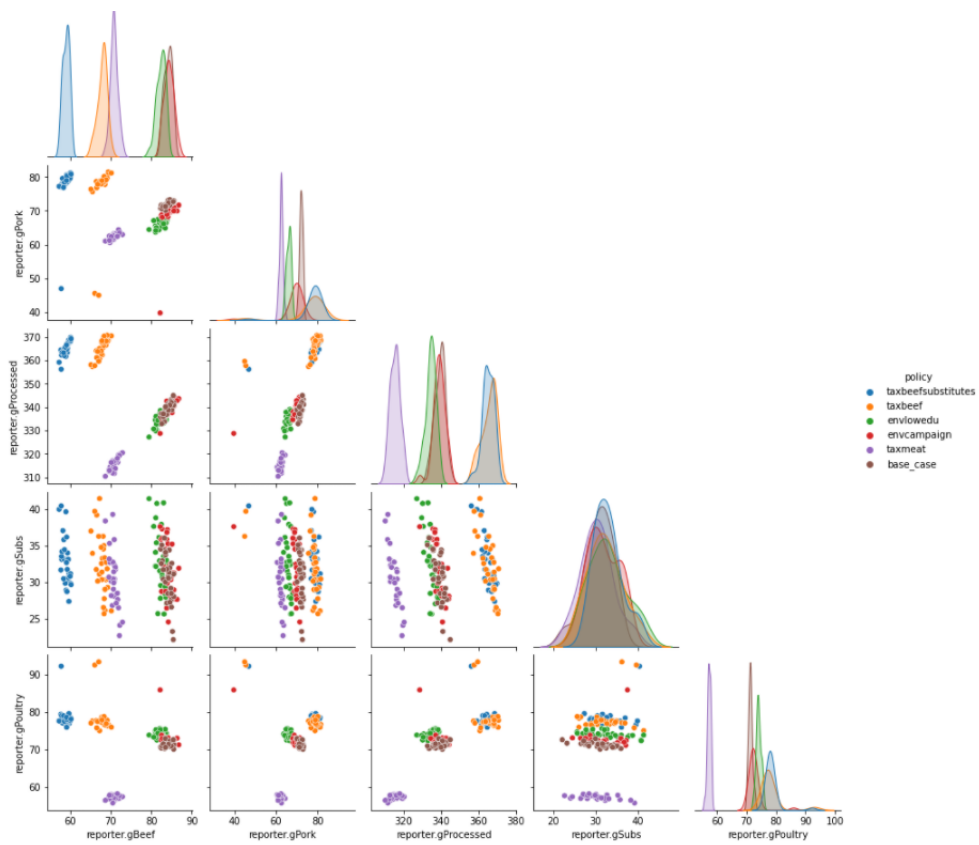 reporter.gPork
80
70
60
50
40
reporter.gProcessed
370
360
350
340
330
320
310
policy
taxbeefsubstitutes
taxbeef
envlowedu
envcampaign
taxmeat
base_case
reporter.gSubs
40
35
30
25
reporter.gPoultry
90
80
70
60
60 70 80 90
40 60 80
320 340 360 380
20 40
60 70 80 90 100
reporter.gBeef reporter.gPork reporter.gProcessed reporter.gSubs reporter.gPoultry